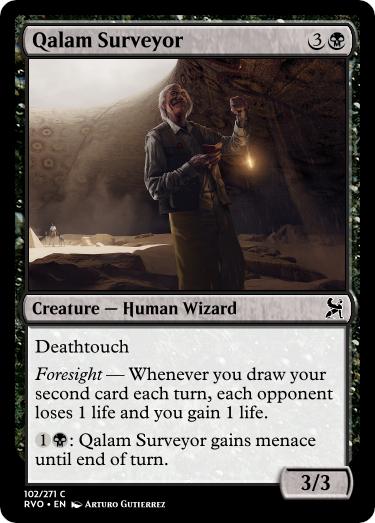 Qalam Surveyor 3
Creature — Human Wizard
Deathtouch
Foresight — Whenever you draw your
second card each turn, each opponent
loses 1 life and you gain 1 life.
1: Qalam Surveyor gains menace
until end of turn.
3/3
102/271 C
RVO • EN Arturo Gutierrez